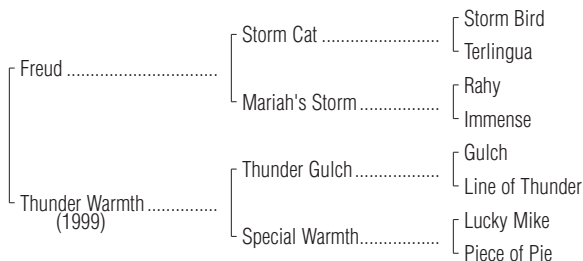 Storm Bird
Storm Cat ......................................
Terlingua
Freud .................................
Rahy
Mariah's Storm ..................
Immense
Gulch
Thunder Gulch ...................
Line of Thunder
Thunder Warmth ...............
(1999)
Lucky Mike
Special Warmth..................
Piece of Pie